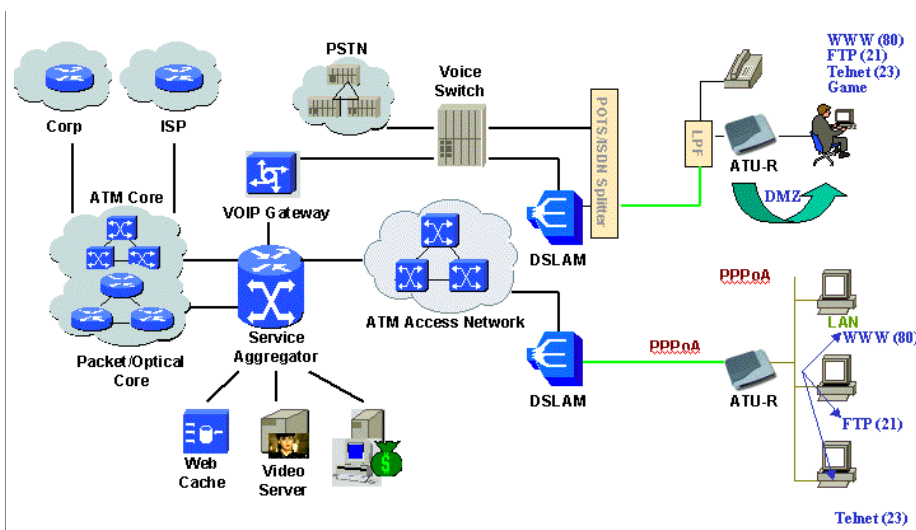 PSTN
Voice
Switch
WWW (80)
FTP (21)
Telnet (23)
Game
Corp
ISP
POTS/ISDN Splitter
LPF
ATU-R
DMZ
ATM Core
VOIP Gateway
DSLAM
PPPoA
ATM Access Network
LAN
WWW (80)
Service
Aggregator
Packet/Optical
Core
PPPoA
DSLAM
ATU-R
FTP (21)
Web
Cache
Video
Server
$
Telnet (23)